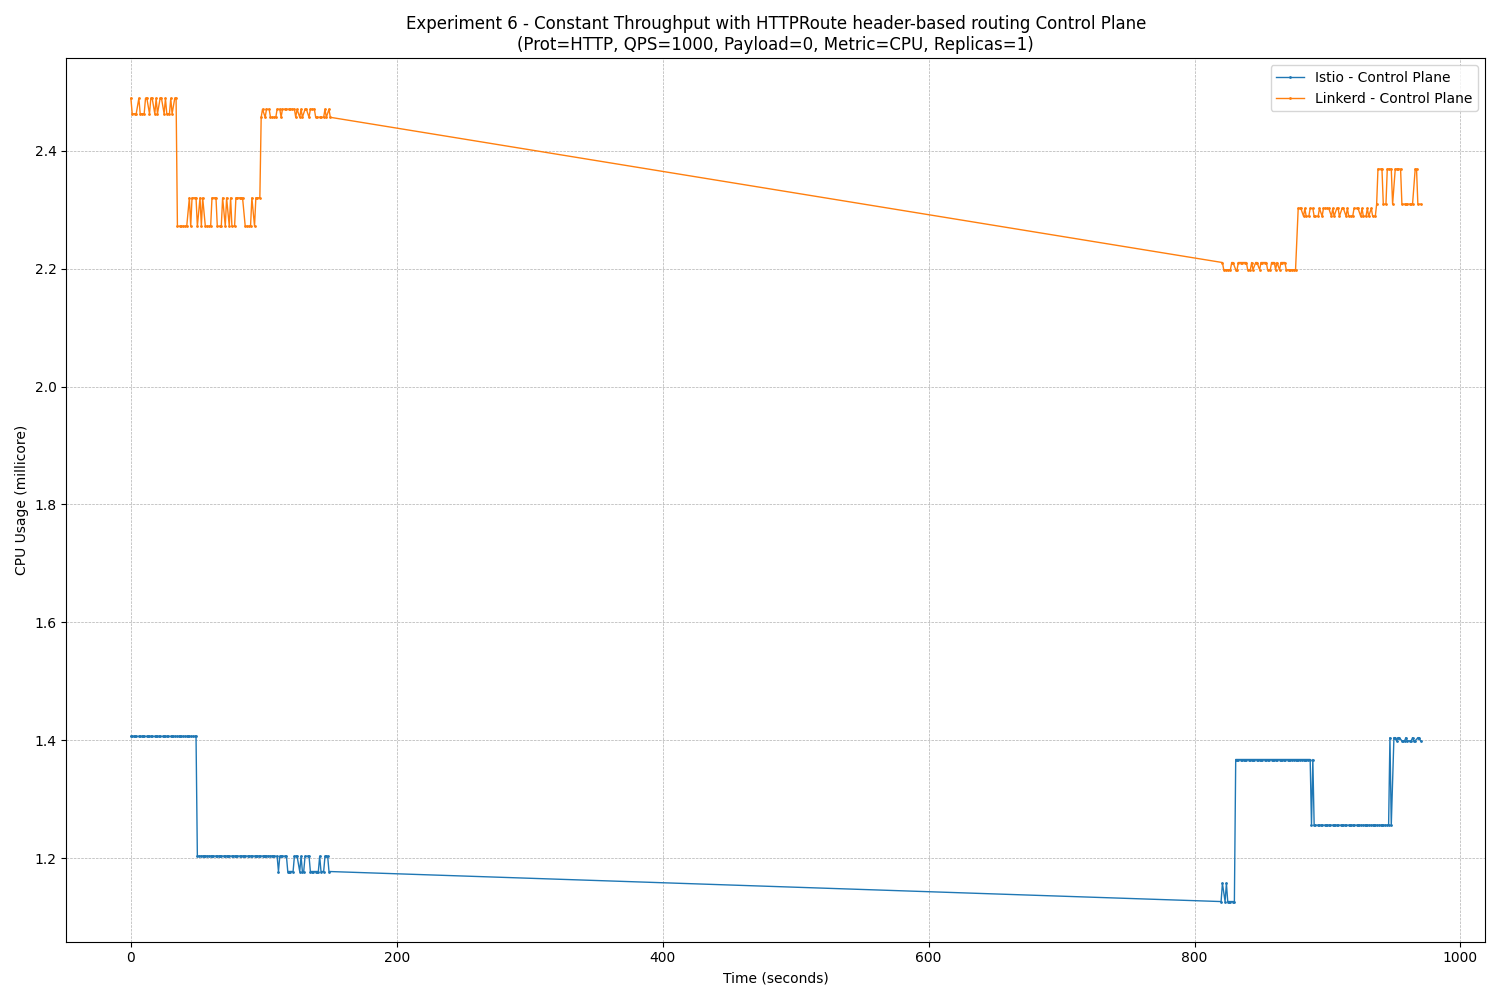 Experiment 6 - Constant Throughput with HTTPRoute header-based routing Control Plane
(Prot=HTTP, QPS=1000, Payload=0, Metric=CPU, Replicas=1)
Istio - Control Plane
Linkerd - Control Plane
CPU Usage (millicore)
2.4
2.2
2.0
1.8
1.6
1.4
1.2
0
200
400
600
800
1000
Time (seconds)